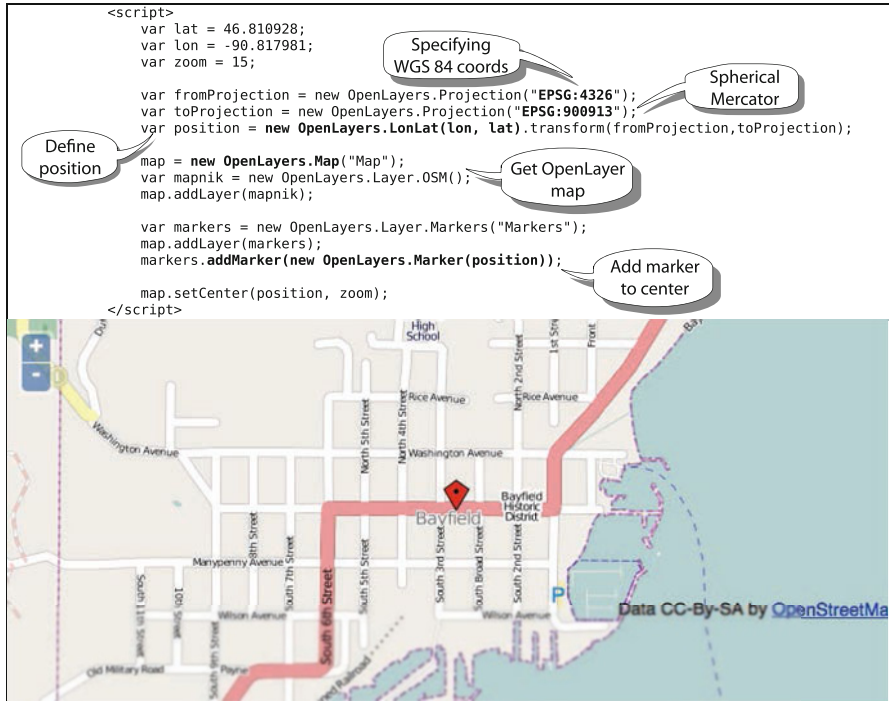 <script>
var lat = 46.810928;
var lon = -90.817981;
var zoom = 15;
Specifying
WGS 84 coords
var fromProjection = new OpenLayers.Projection("EPSG:4326");
Spherical
Mercator
var toProjection = new OpenLayers.Projection("EPSG:900913");
var position = new OpenLayers.LonLat(lon, lat).transform(fromProjection,toProjection);
Define
position
map = new OpenLayers.Map("Map");
var mapnik = new OpenLayers.Layer.OSM();
Get OpenLayer
map
map.addLayer(mapnik);
var markers = new OpenLayers.Layer.Markers("Markers");
map.addLayer(markers);
markers.addMarker(new OpenLayers.Marker(position));
Add marker
to center
map.setCenter(position, zoom);
</script>
+
-
High
School
North 2nd Street
1st Stre
Front
Bay
Rice Avenue
Rice Avenue
North 5th Street
North 4th Street
Washington Avenue
Washington Avenue
Bayfield
Bayfield
Historic
District
8th Street
South 7th Street
South 5th Street
South 3rd Street
South Broad Street
South 2nd Street
Manypenny Avenue
South 11th Street
10th Street
South 6th Street
P
Data CC-By-SA by OpenStreetMa
Wilson Avenue
Wilson Avenue
South 9th Street
Old Military Road
Payne
ned Railroad